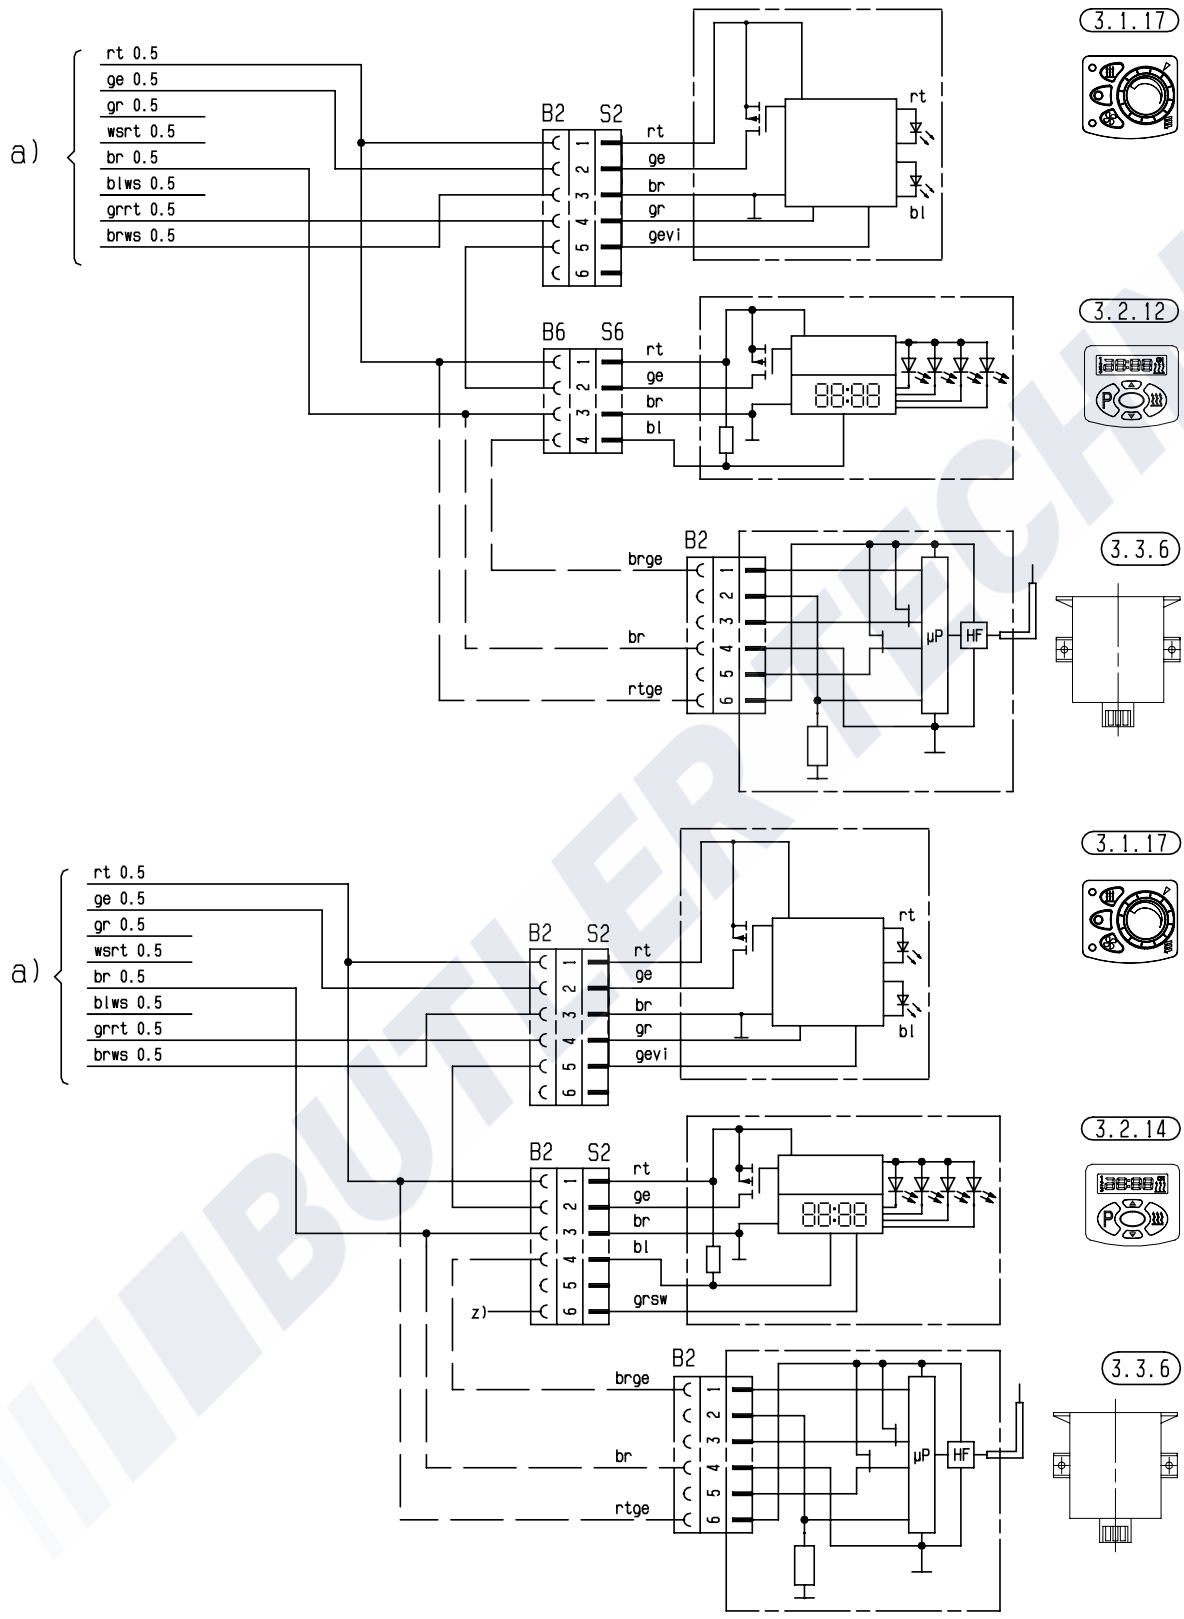 3.1.17
a)
rt 0.5
ge 0.5
gr 0.5
wsrt 0.5
br 0.5
blws 0.5
grrt 0.5
brws 0.5
B2 S2
1 rt
2 ge
3 br
4 gr
5 gevi
6
rt
bl
3.2.12
B6 S6
1 rt
2 ge
3 br
4 bl
88:88
88:88
P
3.3.6
B2
brge 1
2
3
br 4
5
rtge 6
µP HF
3.1.17
a)
rt 0.5
ge 0.5
gr 0.5
wsrt 0.5
br 0.5
blws 0.5
grrt 0.5
brws 0.5
B2 S2
1 rt
2 ge
3 br
4 gr
5 gevi
6
rt
bl
3.2.14
B2 S2
1 rt
2 ge
3 br
4 bl
5
z) 6 grsw
88:88
88:88
P
3.3.6
B2
brge 1
2
3
br 4
5
rtge 6
µP HF
BUTLER TECHN